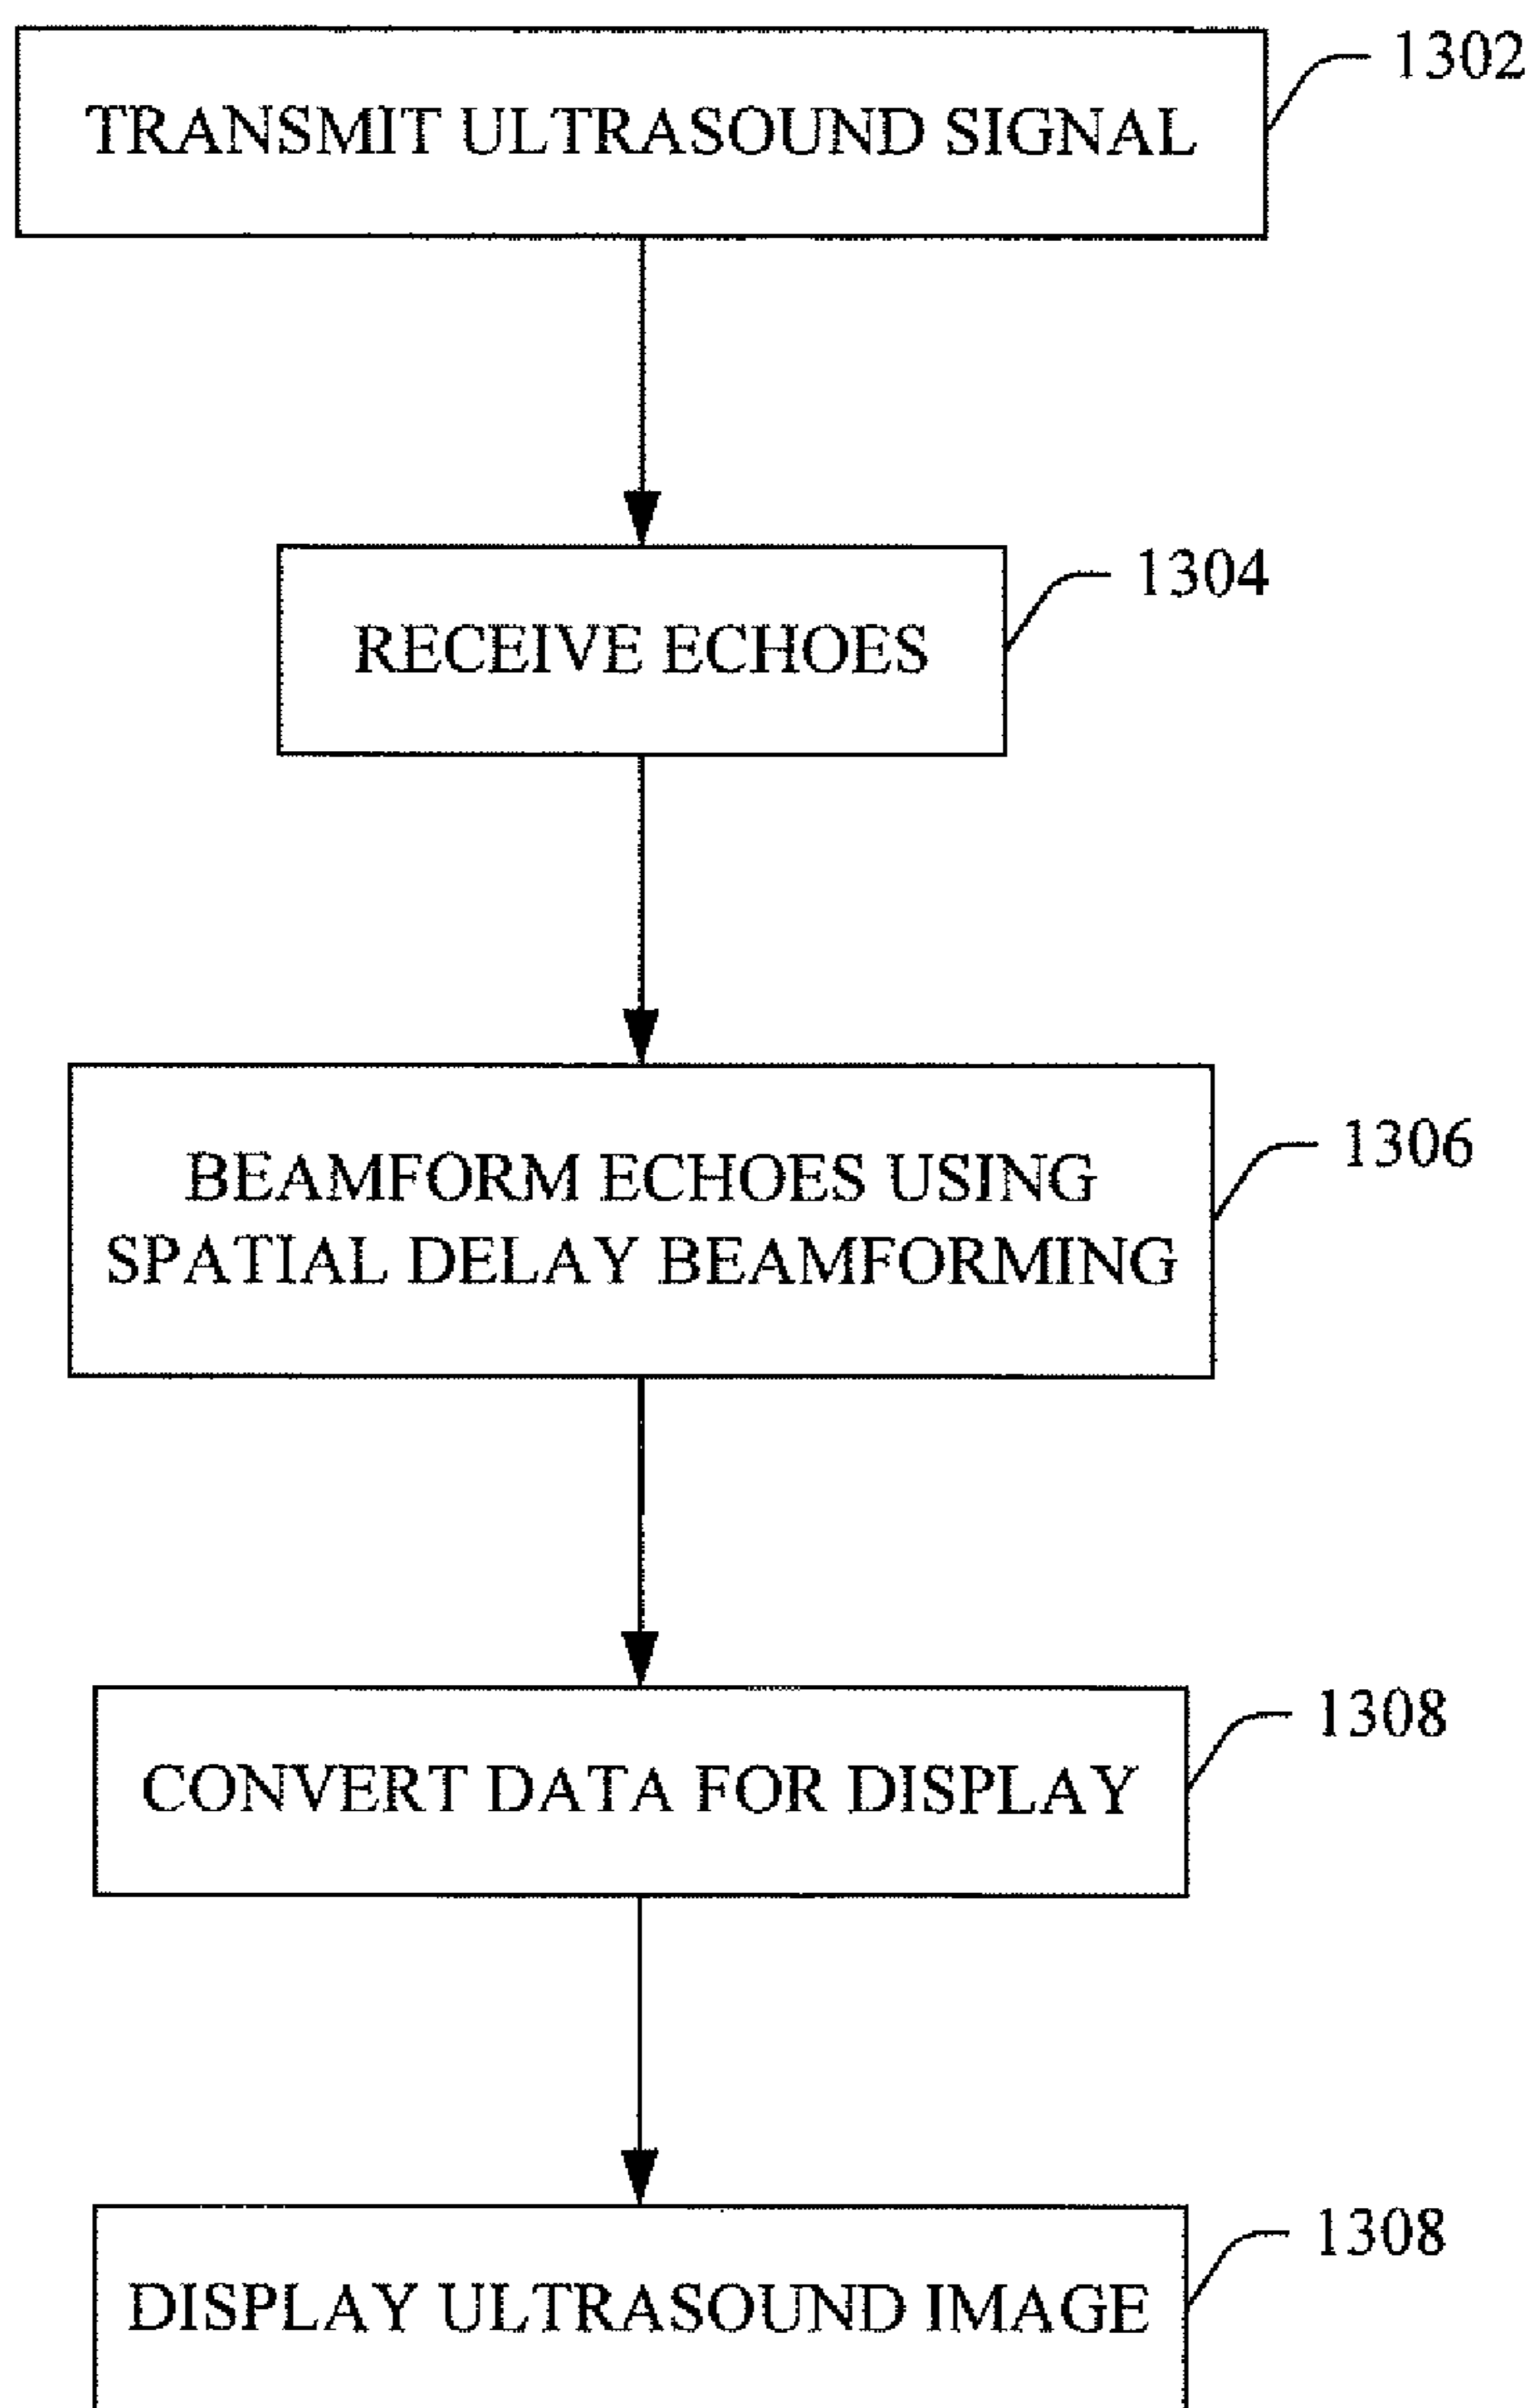 1302
TRANSMIT ULTRASOUND SIGNAL
1304
RECEIVE ECHOES
1306
BEAMFORM ECHOES USING
SPATIAL DELAY BEAMFORMING
1308
CONVERT DATA FOR DISPLAY
1308
DISPLAY ULTRASOUND IMAGE